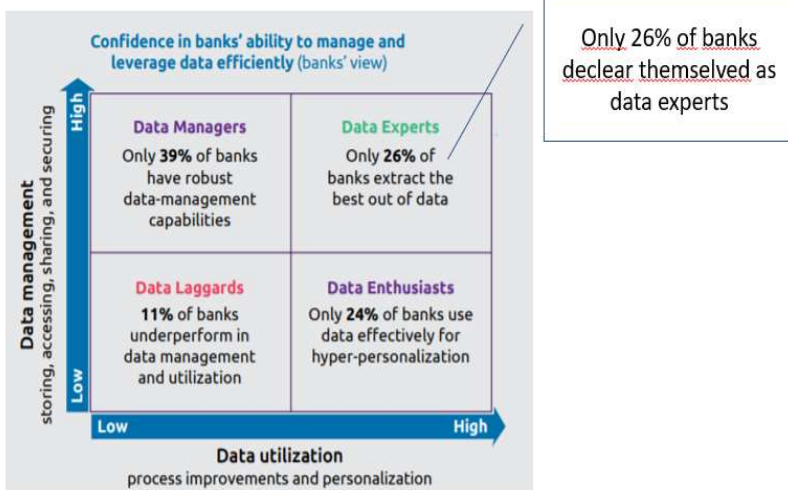 Confidence in banks' ability to manage and
leverage data efficiently (banks' view)
Only 26% of banks
declear themselved as
data experts
High
Data management
storing, accessing, sharing, and securing
Low
Data Managers
Only 39% of banks
have robust
data-management
capabilities
Data Experts
Only 26% of
banks extract the
best out of data
Data Laggards
11% of banks
underperform in
data management
and utilization
Data Enthusiasts
Only 24% of banks use
data effectively for
hyper-personalization
Low
High
Data utilization
process improvements and personalization